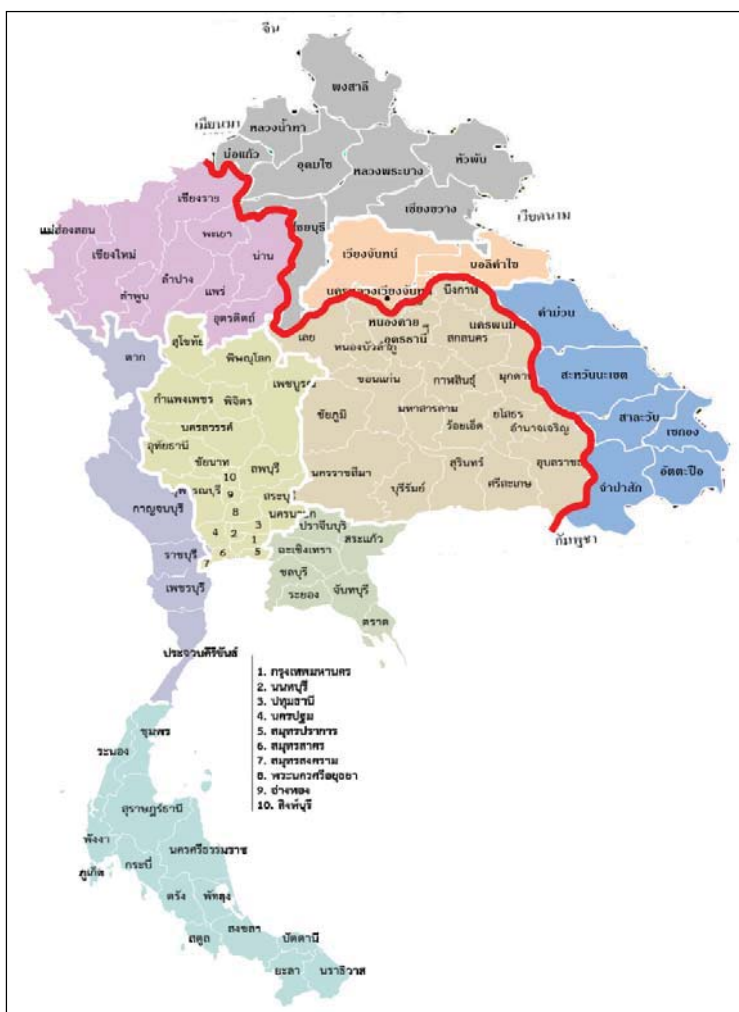 จีน
พงสาลี
เมียนมา
หลวงน้ำทา
บ่อแก้ว
อุดมไซ
หลวงพระบาง
หัวพัน
เชียงขวาง
เวียดนาม
ไชยบุรี
เวียงจันทน์
บอลิคำไซ
นครหลวงเวียงจันทน์
เชียงราย
แม่ฮ่องสอน
เชียงใหม่
พะเยา
น่าน
ลำปาง
แพร่
ลำพูน
อุตรดิตถ์
บึงกาฬ
หนองคาย
นครพนม
คำม่วน
เลย
หนองบัวลำภู
อุดรธานี
สกลนคร
สุโขทัย
ตาก
พิษณุโลก
เพชบูรณ
ขอนแก่น
กาฬสินธุ์
มุกดาห
สะหวันนะเขต
กำแพงเพชร
พิจิตร
ชัยภูมิ
มหาสารคาม
ร้อยเอ็ด
ยโสธร
อำนาจเจริญ
สาละวัน
เซกอง
นครสวรรค์
อุทัยธานี
ชัยนาท
ลพบุรี
นครราชสีมา
บุรีรัมย์
สุรินทร์
ศรีสะเกษ
อุบลราชธ
จำปาสัก
อัตตะปือ
กัมพูชา
10
9
8
3
4
2
1
6
5
7
สระบุ
กาญจนบุรี
ปราจีนบุรี
สระแก้ว
ฉะเชิงเทรา
ชลบุรี
ระยอง
จันทบุรี
ตราด
ราชบุรี
เพชรบุรี
ประจวบคีรีขันธ์
1. กรุงเทพมหานคร
2. นนทบุรี
3. ปทุมธานี
4. นครปฐม
5. สมุทรปราการ
6. สมุทรสาคร
7. สมุทรสงคราม
8. พระนครศรีอยุธยา
9. อ่างทอง
10. สิงห์บุรี
ชุมพร
ระนอง
สุราษฎร์ธานี
พังงา
นครศรีธรรมราช
ภูเก็ต
กระบี่
ตรัง
พัทลุง
สตูล
สงขลา
ปัตตานี
ยะลา
นราธิวาส